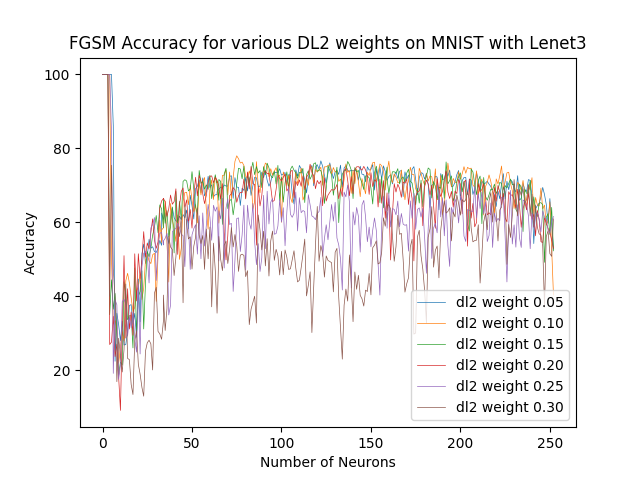 FGSM Accuracy for various DL2 weights on MNIST with Lenet3
100
80
60
40
20
Accuracy
dl2 weight 0.05
dl2 weight 0.10
dl2 weight 0.15
dl2 weight 0.20
dl2 weight 0.25
dl2 weight 0.30
0 50 100 150 200 250
Number of Neurons